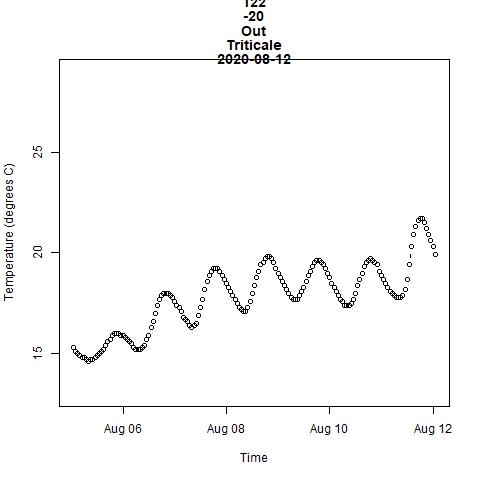 122
-20
Out
Triticale
2020-08-12
Temperature (degrees C)
25
20
15
Aug 06
Aug 08
Aug 10
Aug 12
Time